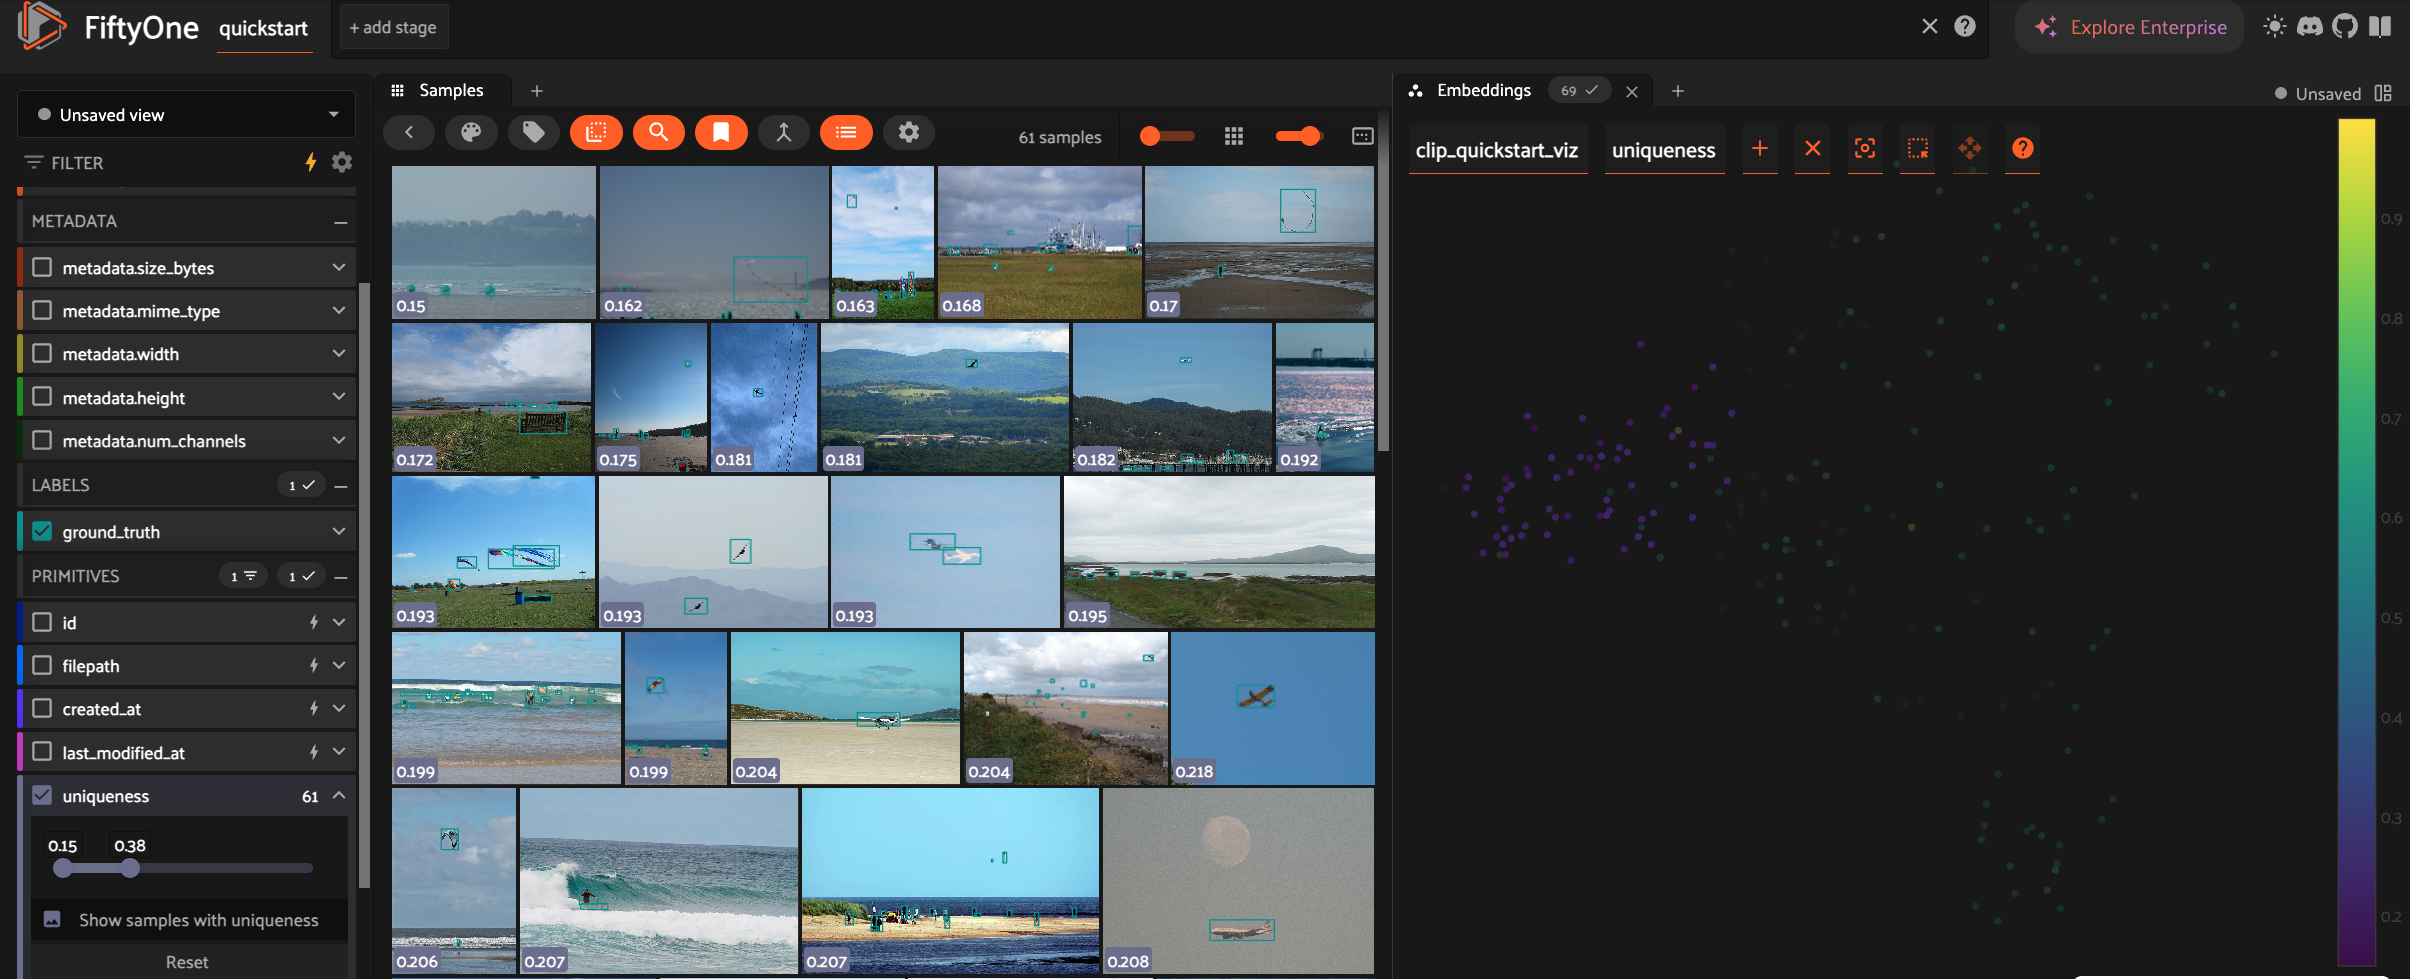 FiftyOne
quickstart
+ add stage
Explore Enterprise
Unsaved view
FILTER
METADATA
metadata.size_bytes
metadata.mime_type
metadata.width
metadata.height
metadata.num_channels
LABELS
1
ground_truth
PRIMITIVES
1
1
id
filepath
created_at
last_modified_at
uniqueness
61
0.15
0.38
Show samples with uniqueness
Reset
Samples
61 samples
0.15
0.162
0.163
0.168
0.17
0.172
0.175
0.181
0.181
0.182
0.192
0.193
0.193
0.193
0.195
0.199
0.199
0.204
0.204
0.218
0.206
0.207
0.207
0.208
Embeddings
69
Unsaved
clip_quickstart_viz
uniqueness
0.9
0.8
0.7
0.6
0.5
0.4
0.3
0.2